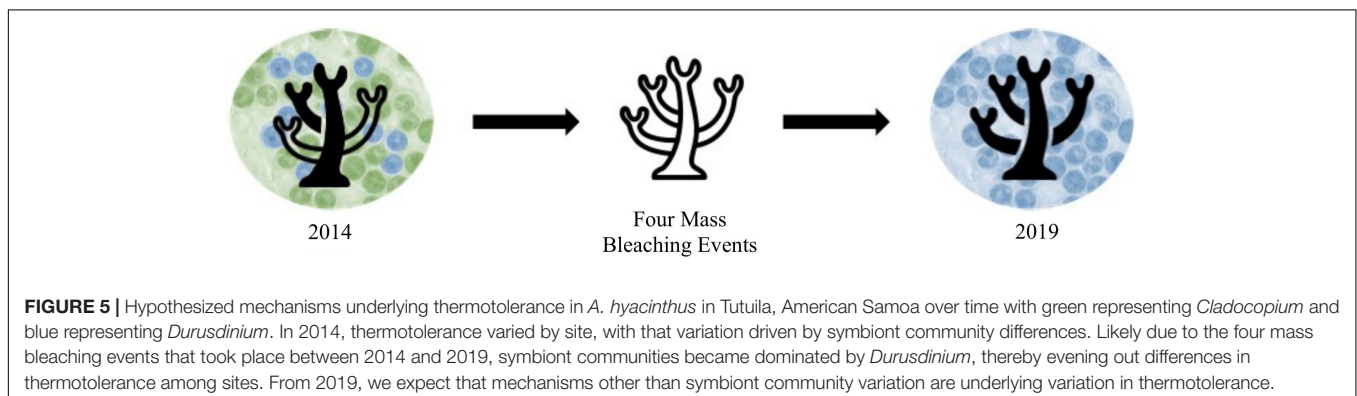 2014
Four Mass
Bleaching Events
2019
FIGURE 5 | Hypothesized mechanisms underlying thermotolerance in A. hyacinthus in Tutuila, American Samoa over time with green representing Cladocopium and
blue representing Durusdinium. In 2014, thermotolerance varied by site, with that variation driven by symbiont community differences. Likely due to the four mass
bleaching events that took place between 2014 and 2019, symbiont communities became dominated by Durusdinium, thereby evening out differences in
thermotolerance among sites. From 2019, we expect that mechanisms other than symbiont community variation are underlying variation in thermotolerance.